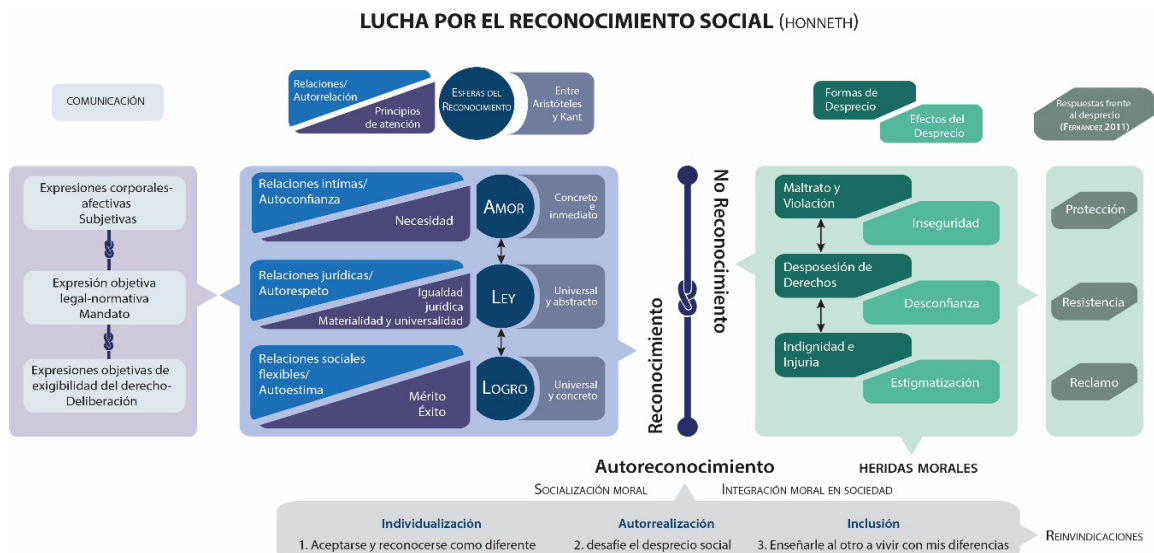 LUCHA POR EL RECONOCIMIENTO SOCIAL (HONNETH)
COMUNICACIÓN
Relaciones/
Autorrelación
Principios
de atención
ESFERAS DEL
RECONOCIMIENTO
Entre
Aristóteles
y Kant
Formas de
Desprecio
Efectos del
Desprecio
Respuestas frente
al desprecio
(FERNÁNDEZ 2011)
Expresiones corporales-
afectivas
Subjetivas
Expresión objetiva
legal-normativa
Mandato
Expresiones objetivas de
exigibilidad del derecho-
Deliberación
Relaciones intímas/
Autoconfianza
Necesidad
AMOR
Concreto e
inmediato
Relaciones jurídicas/
Autorespeto
Igualdad
jurídica
Materialidad y universalidad
LEY
Universal
y abstracto
Relaciones sociales
flexibles/
Autoestima
Mérito
Éxito
LOGRO
Universal
y concreto
Reconocimiento
No Reconocimiento
Maltrato y
Violación
Inseguridad
Desposesión de
Derechos
Desconfianza
Indignidad e
Injuria
Estigmatización
Protección
Resistencia
Reclamo
Autoreconocimiento
HERIDAS MORALES
SOCIALIZACIÓN MORAL
INTEGRACIÓN MORAL EN SOCIEDAD
Individualización
Autorrealización
Inclusión
1. Aceptarse y reconocerse como diferente
2. desafíe el desprecio social
3. Enseñarle al otro a vivir con mis diferencias
REINVINDICACIONES